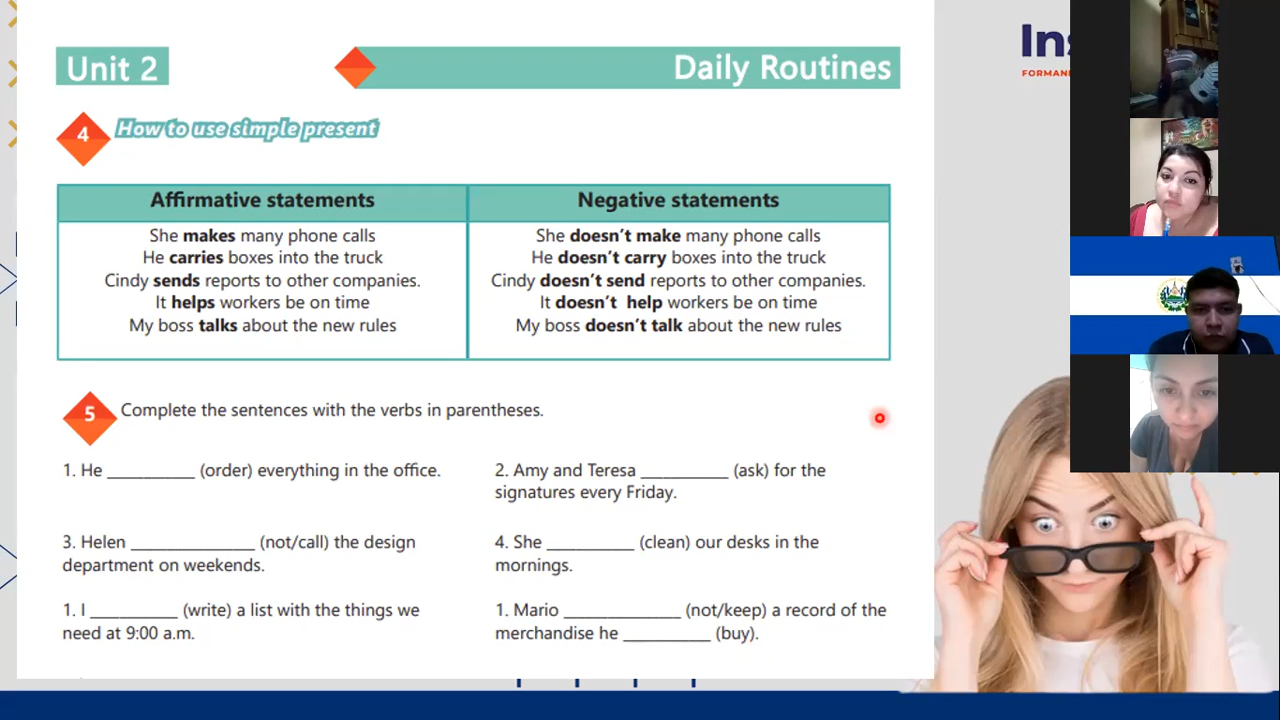 Unit 2
Daily Routines
4
How to use simple present
Affirmative statements
She makes many phone calls
He carries boxes into the truck
Cindy sends reports to other companies.
It helps workers be on time
My boss talks about the new rules
Negative statements
She doesn't make many phone calls
He doesn't carry boxes into the truck
Cindy doesn't send reports to other companies.
It doesn't help workers be on time
My boss doesn't talk about the new rules
5
Complete the sentences with the verbs in parentheses.
1. He __________ (order) everything in the office.
2. Amy and Teresa __________ (ask) for the
signatures every Friday.
3. Helen ______________ (not/call) the design
department on weekends.
4. She __________ (clean) our desks in the
mornings.
1. I __________ (write) a list with the things we
need at 9:00 a.m.
1. Mario _____________ (not/keep) a record of the
merchandise he __________ (buy).